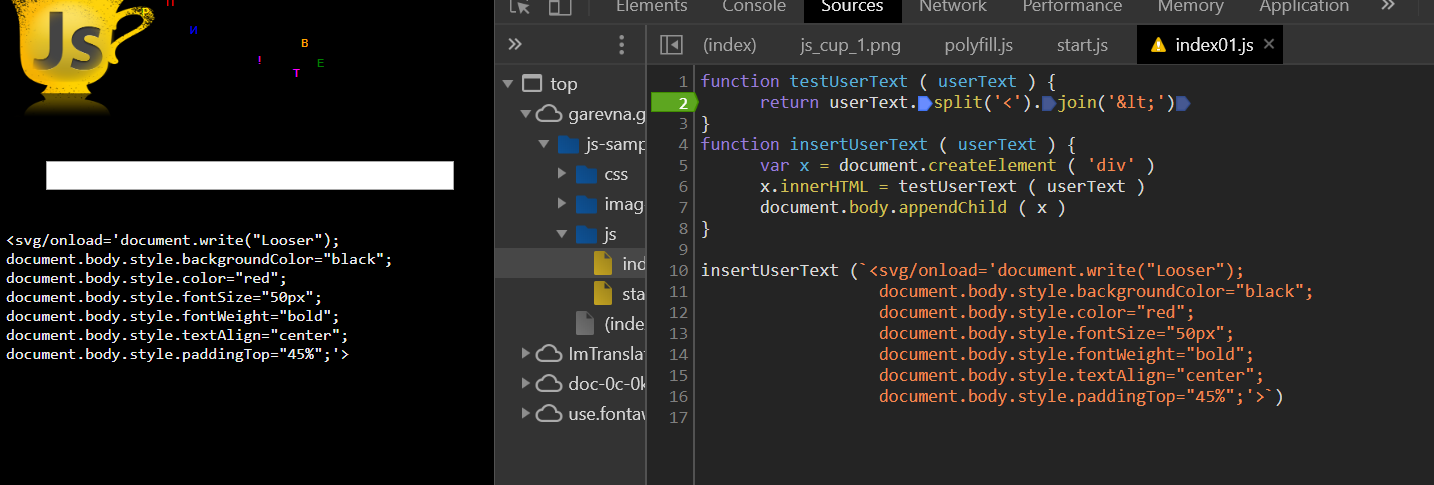 Elements Console Sources Network Performance Memory Application »
» (index) js_cup_1.png polyfill.js start.js index01.js ×
Js
П
Р
И
В
Е
Т
!
<svg/onload='document.write("Looser");
document.body.style.backgroundColor="black";
document.body.style.color="red";
document.body.style.fontSize="50px";
document.body.style.fontWeight="bold";
document.body.style.textAlign="center";
document.body.style.paddingTop="45%";'>
top
garevna.g
js-samp
css
imag
js
ind
sta
(inde
ImTranslat
doc-0c-0k
use.fontaw
1 function testUserText ( userText ) {
2 return userText.split('<').join('&lt;')
3 }
4 function insertUserText ( userText ) {
5 var x = document.createElement ( 'div' )
6 x.innerHTML = testUserText ( userText )
7 document.body.appendChild ( x )
8 }
9
10 insertUserText (`<svg/onload='document.write("Looser");
11 document.body.style.backgroundColor="black";
12 document.body.style.color="red";
13 document.body.style.fontSize="50px";
14 document.body.style.fontWeight="bold";
15 document.body.style.textAlign="center";
16 document.body.style.paddingTop="45%";'>`)
17